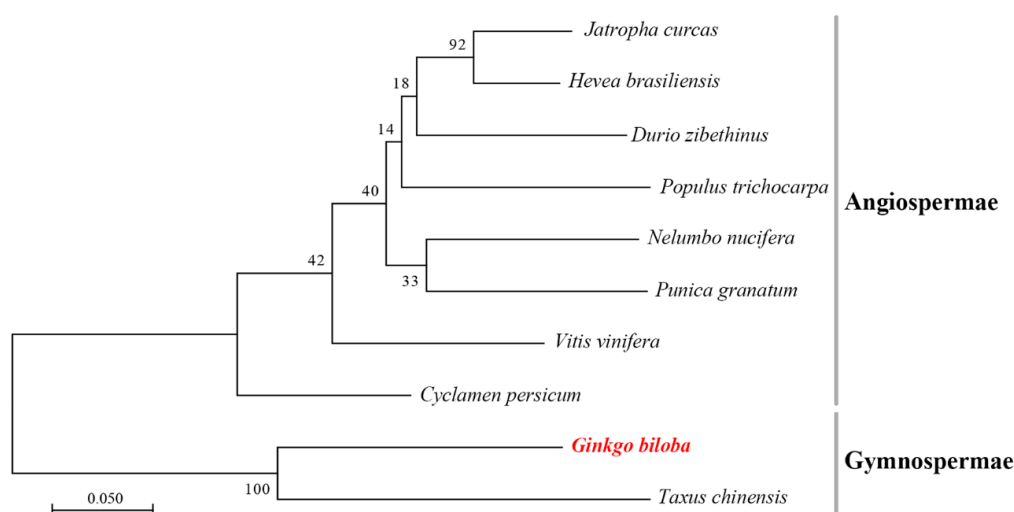 Jatropha curcas
92
Hevea brasiliensis
18
Durio zibethinus
14
Populus trichocarpa
40
Angiospermae
Nelumbo nucifera
42
33
Punica granatum
Vitis vinifera
Cyclamen persicum
Ginkgo biloba
Gymnospermae
100
Taxus chinensis
0.050